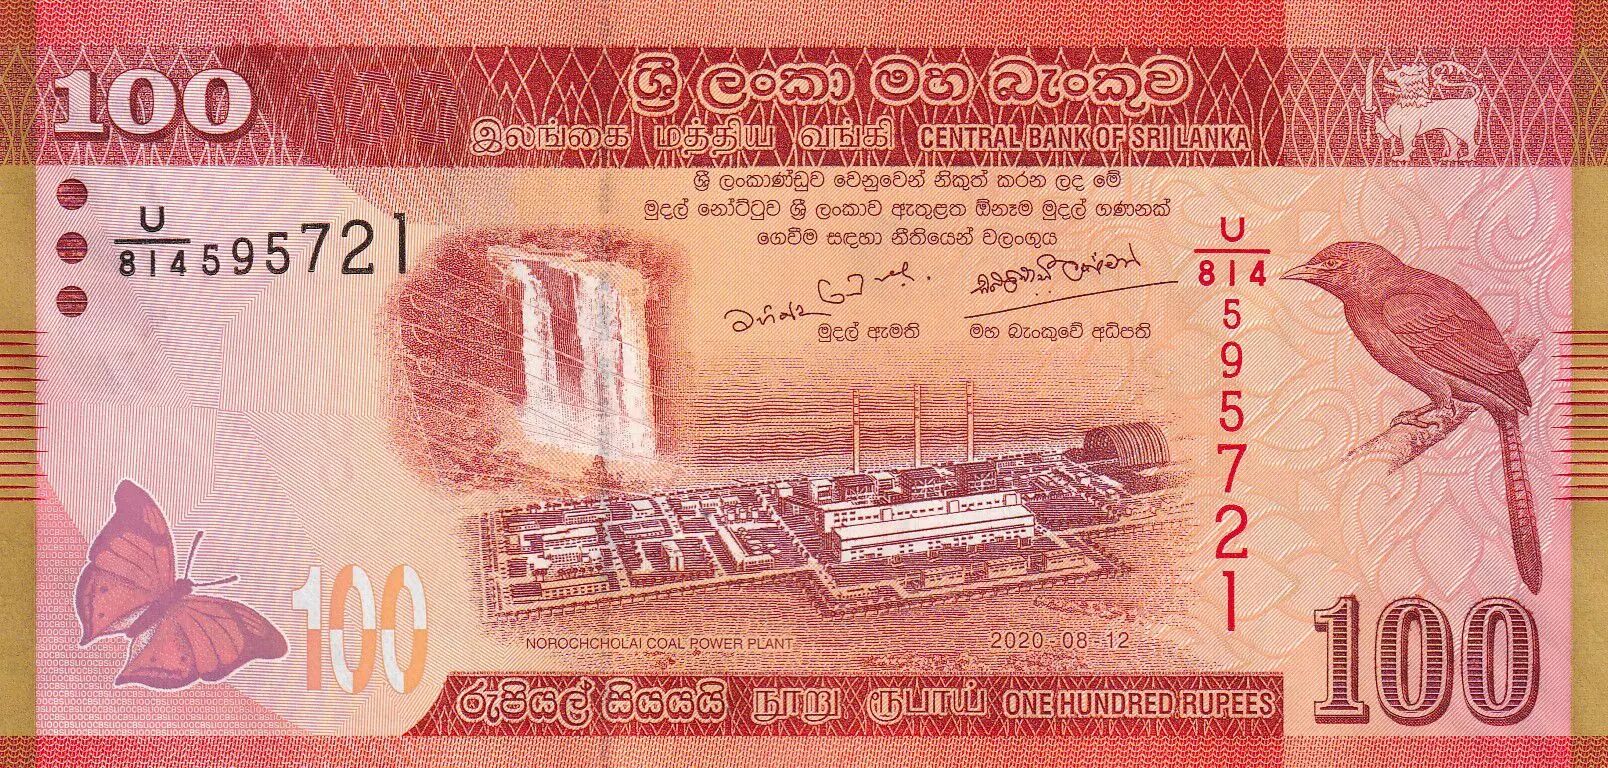 100 100 ශ්‍රී ලංකා මහ බැංකුව
இலங்கை மத்திய வங்கி CENTRAL BANK OF SRI LANKA
ශ්‍රී ලංකාණ්ඩුව වෙනුවෙන් නිකුත් කරන ලද මේ
මුදල් නෝට්ටුව ශ්‍රී ලංකාව ඇතුළත ඕනෑම මුදල් ගණනක්
ගෙවීම සඳහා නීතියෙන් වලංගුය
U/814 595721
මුදල් ඇමති
මහ බැංකුවේ අධිපති
U/814 595721
100
NOROCHCHOLAI COAL POWER PLANT
2020-08-12
රුපියල් සියයයි நூறு ரூபாய் ONE HUNDRED RUPEES
100